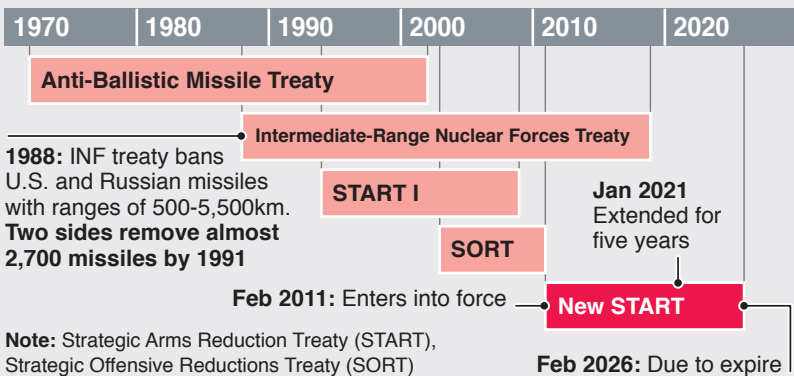 1970 1980 1990 2000 2010 2020
Anti-Ballistic Missile Treaty
Intermediate-Range Nuclear Forces Treaty
1988: INF treaty bans
U.S. and Russian missiles
with ranges of 500-5,500km.
Two sides remove almost
2,700 missiles by 1991
START I
SORT
Jan 2021
Extended for
five years
Feb 2011: Enters into force
New START
Note: Strategic Arms Reduction Treaty (START),
Strategic Offensive Reductions Treaty (SORT)
Feb 2026: Due to expire